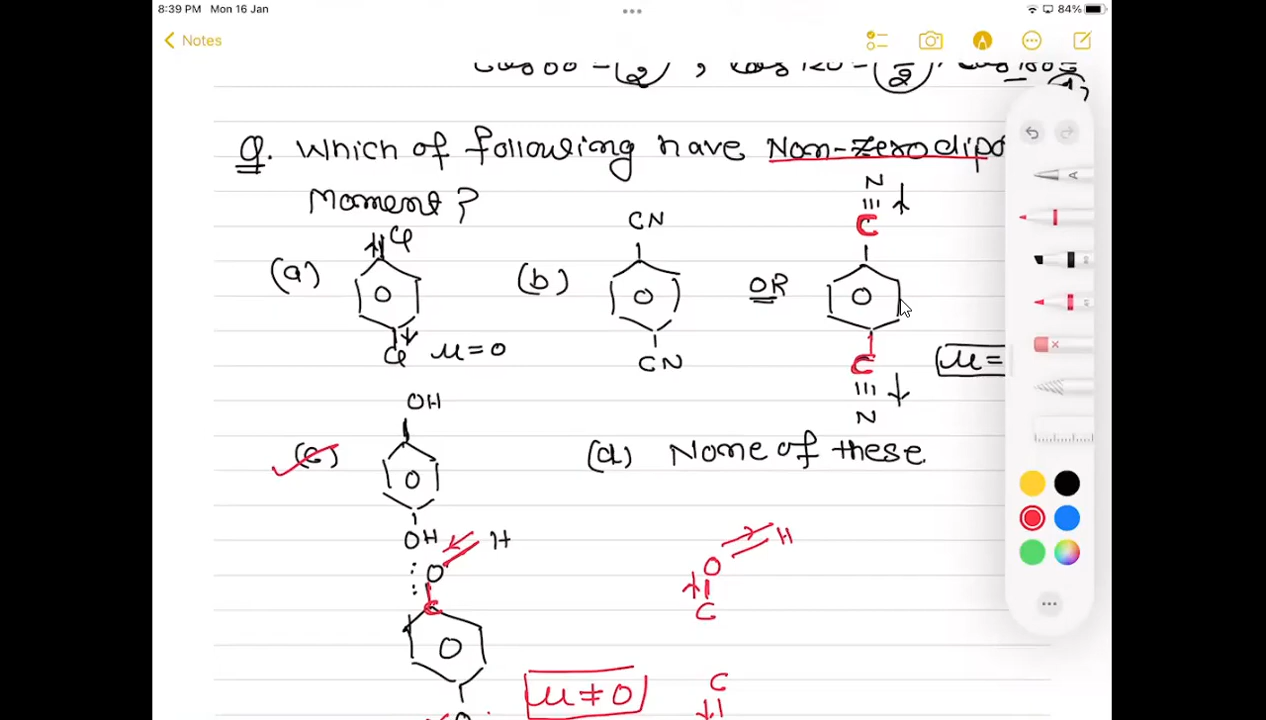 8:39 PM Mon 16 Jan
84%
Notes
Q. Which of following have Non-zero dipo
Moment?
(a)
Cl
Cl
μ=0
(b)
CN
CN
OR
N
C
C
N
μ=
(c)
OH
OH
(d) None of these
O H
C
O H
C
μ≠0
C